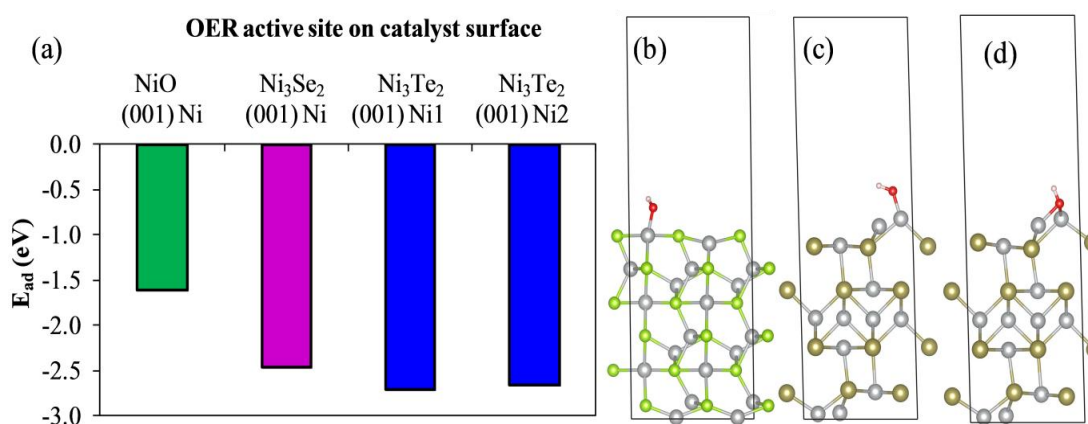 OER active site on catalyst surface
(a)
NiO
(001) Ni
Ni₃Se₂
(001) Ni
Ni₃Te₂
(001) Ni1
Ni₃Te₂
(001) Ni2
0.0
-0.5
-1.0
-1.5
-2.0
-2.5
-3.0
E_ad (eV)
(b)
(c)
(d)